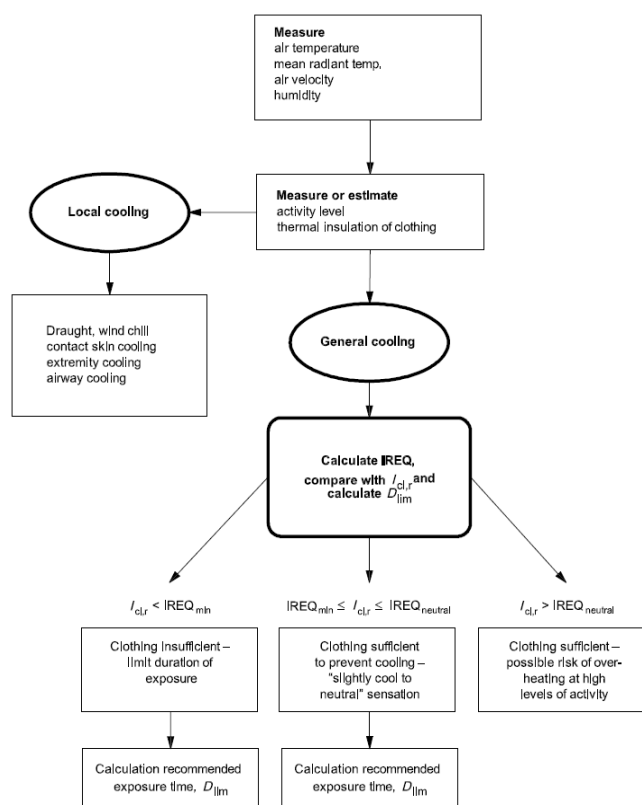 Measure
air temperature
mean radiant temp.
air velocity
humidity
Measure or estimate
activity level
thermal insulation of clothing
Local cooling
Draught, wind chill
contact skin cooling
extremity cooling
airway cooling
General cooling
Calculate IREQ,
compare with Icl,r and
calculate Dlim
Icl,r < IREQmin
IREQmin ≤ Icl,r ≤ IREQneutral
Icl,r > IREQneutral
Clothing insufficient –
limit duration of
exposure
Clothing sufficient
to prevent cooling –
"slightly cool to
neutral" sensation
Clothing sufficient –
possible risk of over-
heating at high
levels of activity
Calculation recommended
exposure time, Dlim
Calculation recommended
exposure time, Dlim